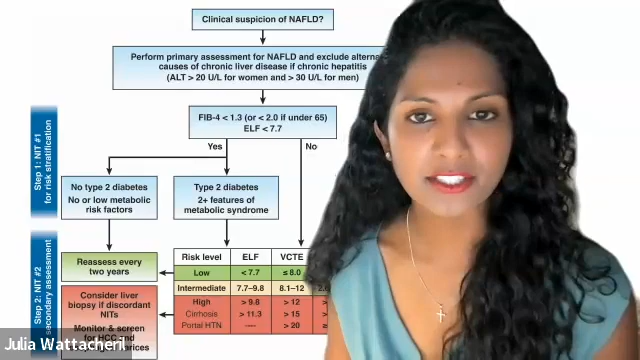 Clinical suspicion of NAFLD?
Perform primary assessment for NAFLD and exclude
causes of chronic liver disease if chronic hepatitis
(ALT > 20 U/L for women and > 30 U/L for men)
FIB-4 < 1.3 (or < 2.0 if under 65)
ELF < 7.7
Yes
No
Step 1: NIT #1
for risk stratification
No type 2 diabetes
No or low metabolic
risk factors
Type 2 diabetes
2+ features of
metabolic syndrome
Step 2: NIT #2
secondary assessment
Reassess every
two years
Risk level ELF VCTE
Low < 7.7 ≤ 8.0
Intermediate 7.7–9.8 8.1–12
High > 9.8 > 12 >
Cirrhosis > 11.3 > 15 >
Portal HTN ---- > 20 >
Consider liver
biopsy if discordant
NITs
Monitor & screen
for HCC and
Julia Wattacheril